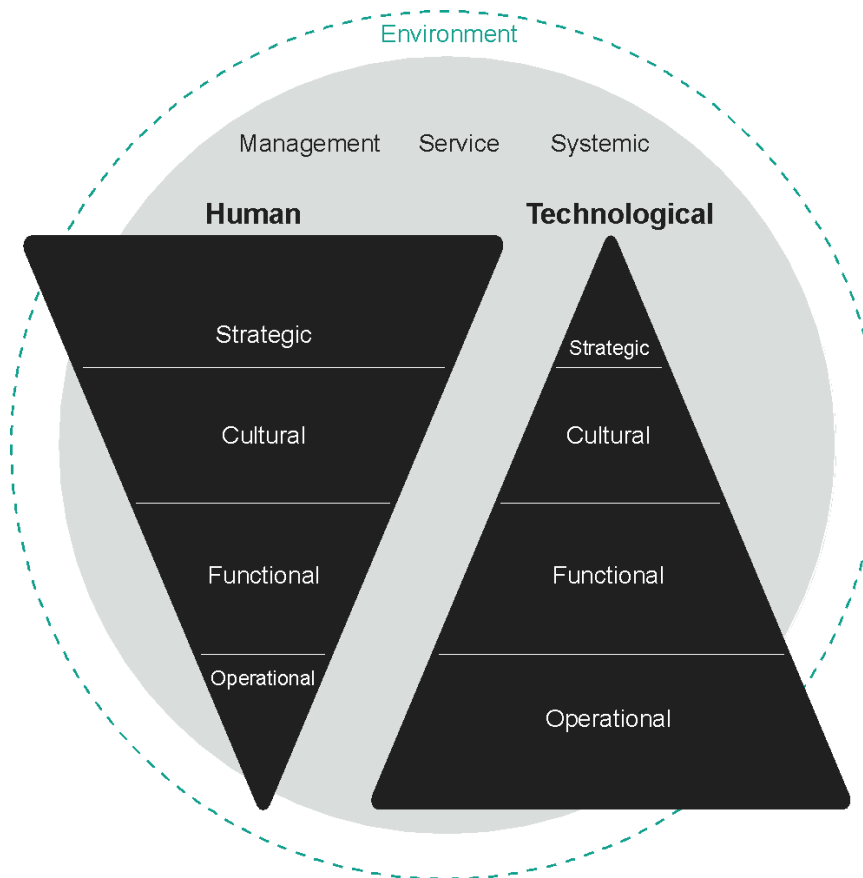 Environment
Management Service Systemic
Human Technological
Strategic Strategic
Cultural Cultural
Functional Functional
Operational
Operational